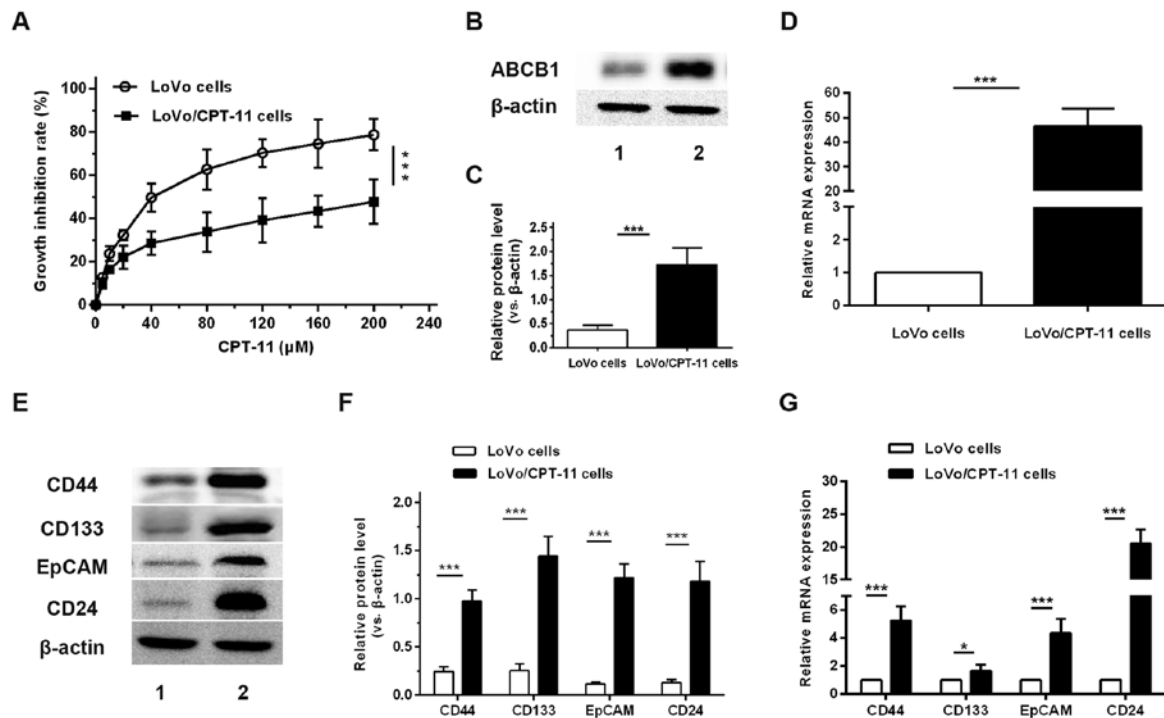 A
LoVo cells
LoVo/CPT-11 cells
Growth inhibition rate (%)
100
80
60
40
20
0
***
0 40 80 120 160 200 240
CPT-11 (μM)
B
ABCB1
β-actin
1 2
C
***
Relative protein level
(vs. β-actin)
2.5
2.0
1.5
1.0
0.5
0.0
LoVo cells LoVo/CPT-11 cells
D
***
Relative mRNA expression
60
50
40
30
20
10
3
2
1
0
LoVo cells LoVo/CPT-11 cells
E
CD44
CD133
EpCAM
CD24
β-actin
1 2
F
LoVo cells
LoVo/CPT-11 cells
Relative protein level
(vs. β-actin)
2.0
1.5
1.0
0.5
0.0
*** *** *** ***
CD44 CD133 EpCAM CD24
G
LoVo cells
LoVo/CPT-11 cells
Relative mRNA expression
30
25
20
15
6
4
2
0
*** * *** ***
CD44 CD133 EpCAM CD24